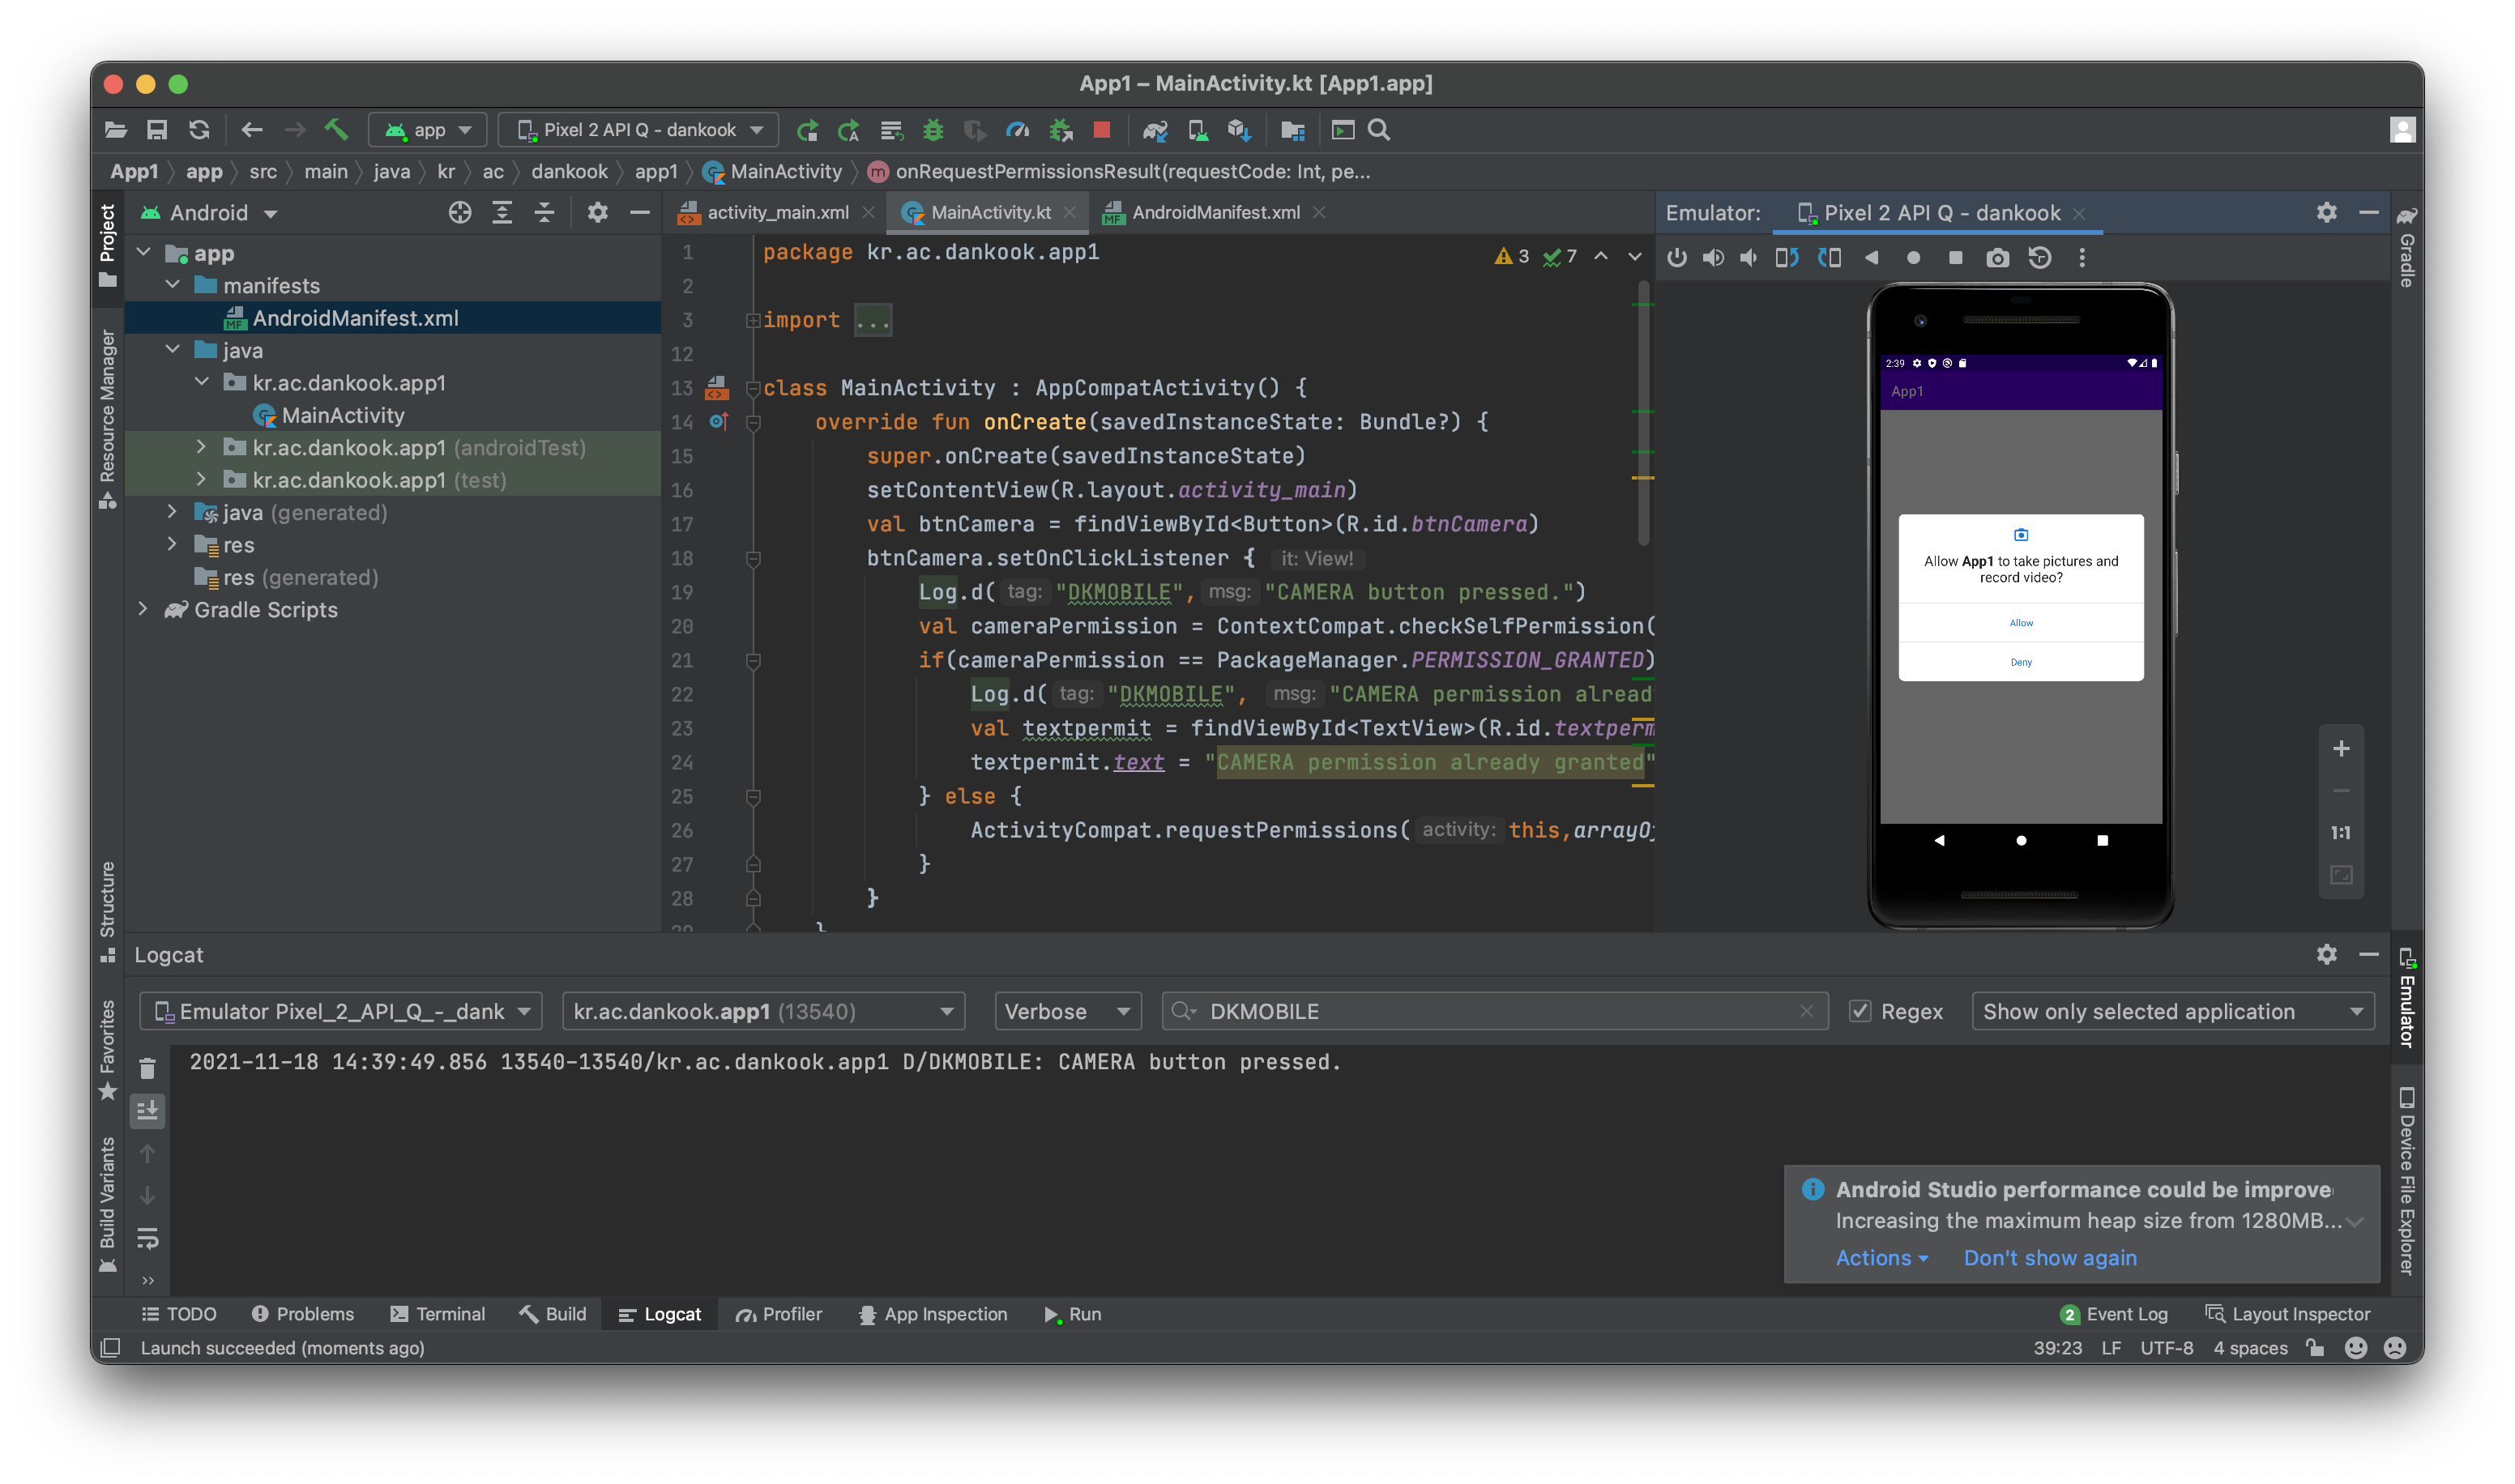 App1 – MainActivity.kt [App1.app]
app
Pixel 2 API Q - dankook
App1
app
src
main
java
kr
ac
dankook
app1
MainActivity
onRequestPermissionsResult(requestCode: Int, pe...
Project
Resource Manager
Structure
Favorites
Build Variants
Android
app
manifests
AndroidManifest.xml
java
kr.ac.dankook.app1
MainActivity
kr.ac.dankook.app1 (androidTest)
kr.ac.dankook.app1 (test)
java (generated)
res
res (generated)
Gradle Scripts
activity_main.xml
MainActivity.kt
AndroidManifest.xml
3 7
1 package kr.ac.dankook.app1
2
3 import ...
12
13 class MainActivity : AppCompatActivity() {
14 override fun onCreate(savedInstanceState: Bundle?) {
15 super.onCreate(savedInstanceState)
16 setContentView(R.layout.activity_main)
17 val btnCamera = findViewById<Button>(R.id.btnCamera)
18 btnCamera.setOnClickListener { it: View!
19 Log.d( tag: "DKMOBILE", msg: "CAMERA button pressed.")
20 val cameraPermission = ContextCompat.checkSelfPermission(
21 if(cameraPermission == PackageManager.PERMISSION_GRANTED)
22 Log.d( tag: "DKMOBILE", msg: "CAMERA permission alread
23 val textpermit = findViewById<TextView>(R.id.textperm
24 textpermit.text = "CAMERA permission already granted"
25 } else {
26 ActivityCompat.requestPermissions( activity: this,arrayO
27 }
28 }
Emulator:
Pixel 2 API Q - dankook
2:39
App1
Allow App1 to take pictures and
record video?
Allow
Deny
1:1
Gradle
Emulator
Device File Explorer
Logcat
Emulator Pixel_2_API_Q_-_dank
kr.ac.dankook.app1 (13540)
Verbose
DKMOBILE
Regex
Show only selected application
2021-11-18 14:39:49.856 13540-13540/kr.ac.dankook.app1 D/DKMOBILE: CAMERA button pressed.
Android Studio performance could be improve
Increasing the maximum heap size from 1280MB...
Actions
Don't show again
TODO
Problems
Terminal
Build
Logcat
Profiler
App Inspection
Run
2 Event Log
Layout Inspector
Launch succeeded (moments ago)
39:23
LF
UTF-8
4 spaces